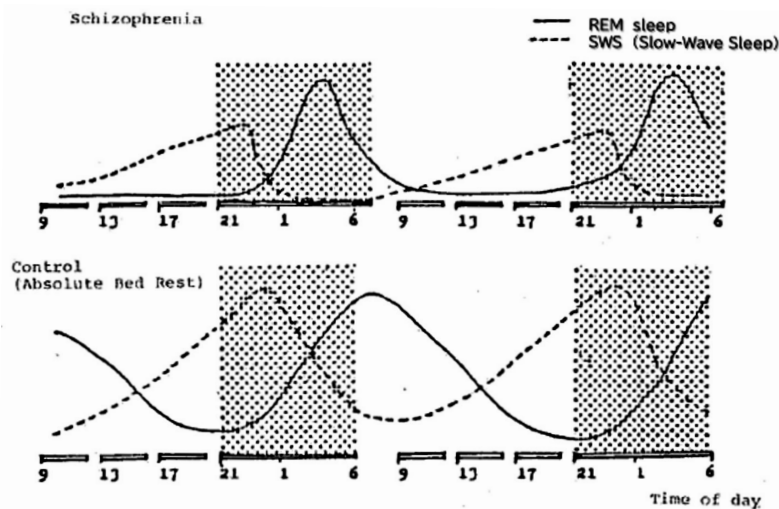 Schizophrenia
REM sleep
SWS (Slow-Wave Sleep)
9 13 17 21 1 6 9 13 17 21 1 6
Control
(Absolute Bed Rest)
9 13 17 21 1 6 9 13 17 21 1 6
Time of day